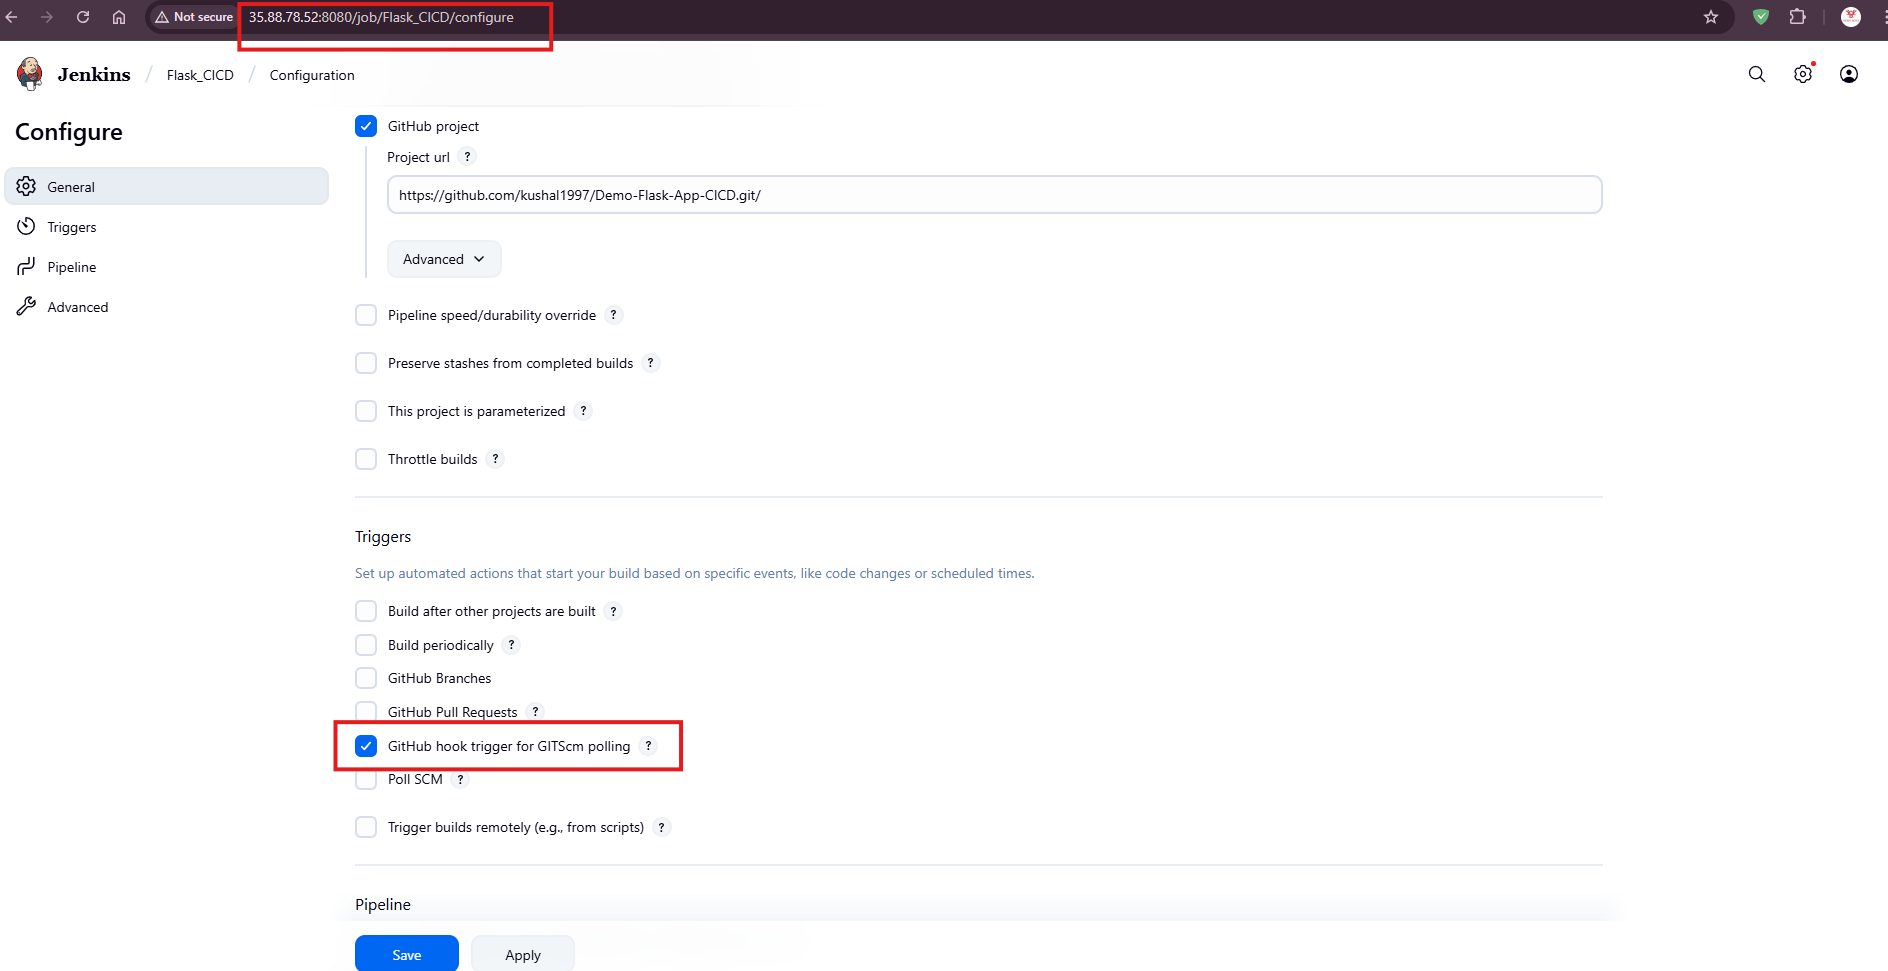 Not secure 35.88.78.52:8080/job/Flask_CICD/configure
Jenkins / Flask_CICD / Configuration
Configure
General
Triggers
Pipeline
Advanced
GitHub project
Project url ?
https://github.com/kushal1997/Demo-Flask-App-CICD.git/
Advanced
Pipeline speed/durability override ?
Preserve stashes from completed builds ?
This project is parameterized ?
Throttle builds ?
Triggers
Set up automated actions that start your build based on specific events, like code changes or scheduled times.
Build after other projects are built ?
Build periodically ?
GitHub Branches
GitHub Pull Requests ?
GitHub hook trigger for GITScm polling ?
Poll SCM ?
Trigger builds remotely (e.g., from scripts) ?
Pipeline
Save Apply